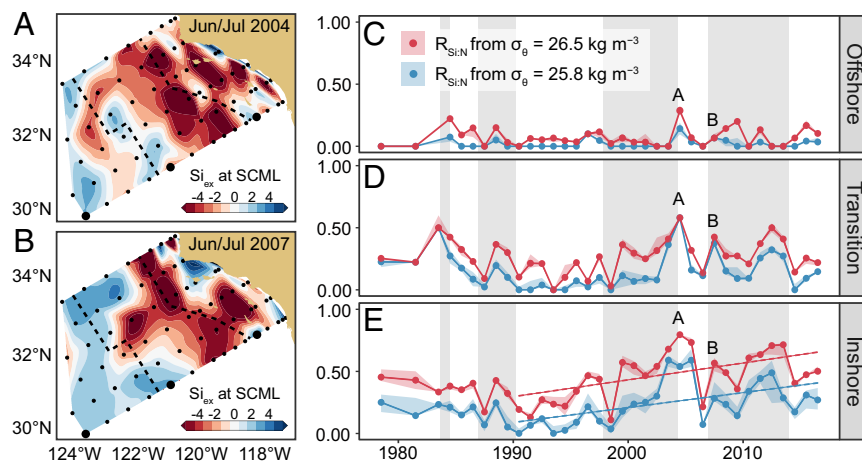 A
Jun/Jul 2004
34°N
32°N
30°N
Si_ex at SCML
-4 -2 0 2 4
B
Jun/Jul 2007
34°N
32°N
30°N
Si_ex at SCML
-4 -2 0 2 4
124°W 122°W 120°W 118°W
C
R_Si:N from σ_θ = 26.5 kg m⁻³
R_Si:N from σ_θ = 25.8 kg m⁻³
1.00
0.50
0.00
A
B
Offshore
D
1.00
0.50
0.00
A
B
Transition
E
1.00
0.50
0.00
A
B
Inshore
1980 1990 2000 2010